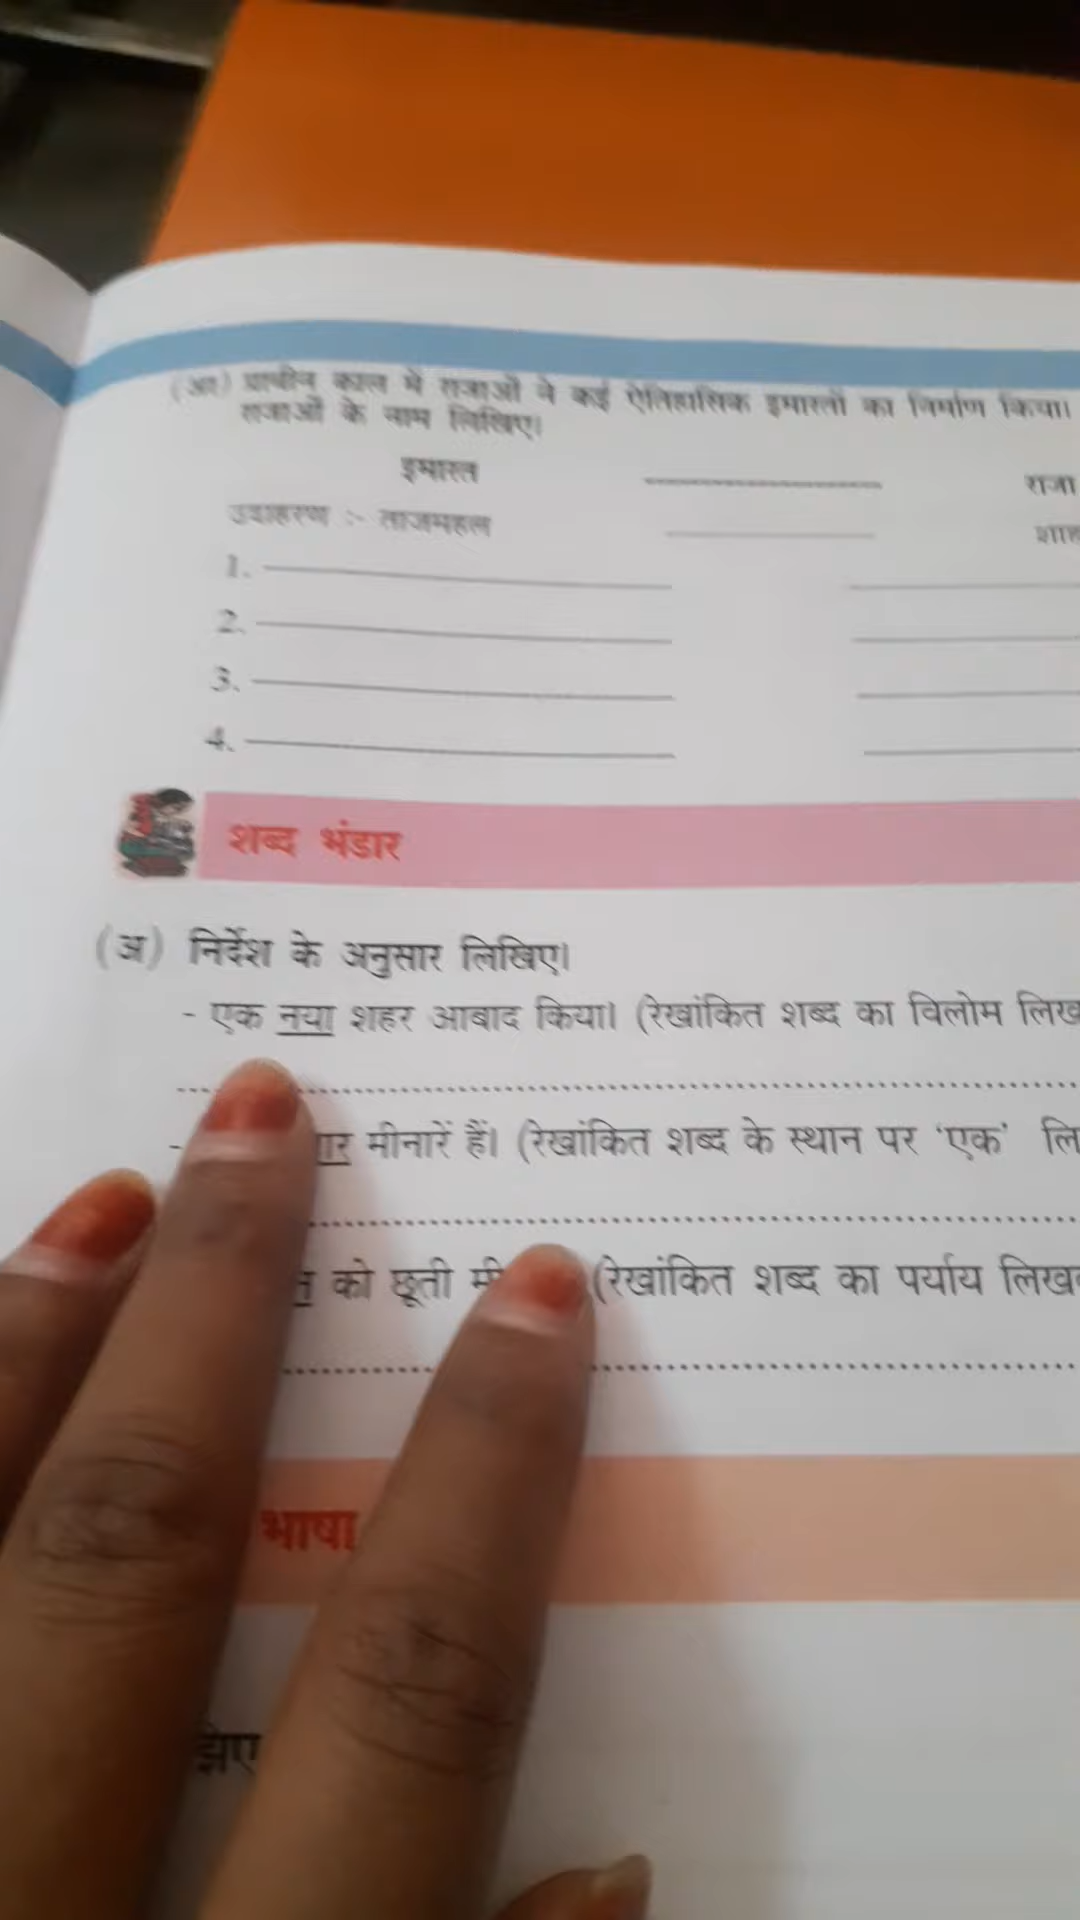 (आ) प्राचीन काल में राजाओं ने कई ऐतिहासिक इमारतों का निर्माण किया।
राजाओं के नाम लिखिए।
इमारत राजा
उदाहरण :- ताजमहल
1.
2.
3.
4.
शब्द भंडार
(अ) निर्देश के अनुसार लिखिए।
- एक नया शहर आबाद किया। (रेखांकित शब्द का विलोम
- मीनारें हैं। (रेखांकित शब्द के स्थान पर 'एक'
को छूती (रेखांकित शब्द का पर्याय
भाषा